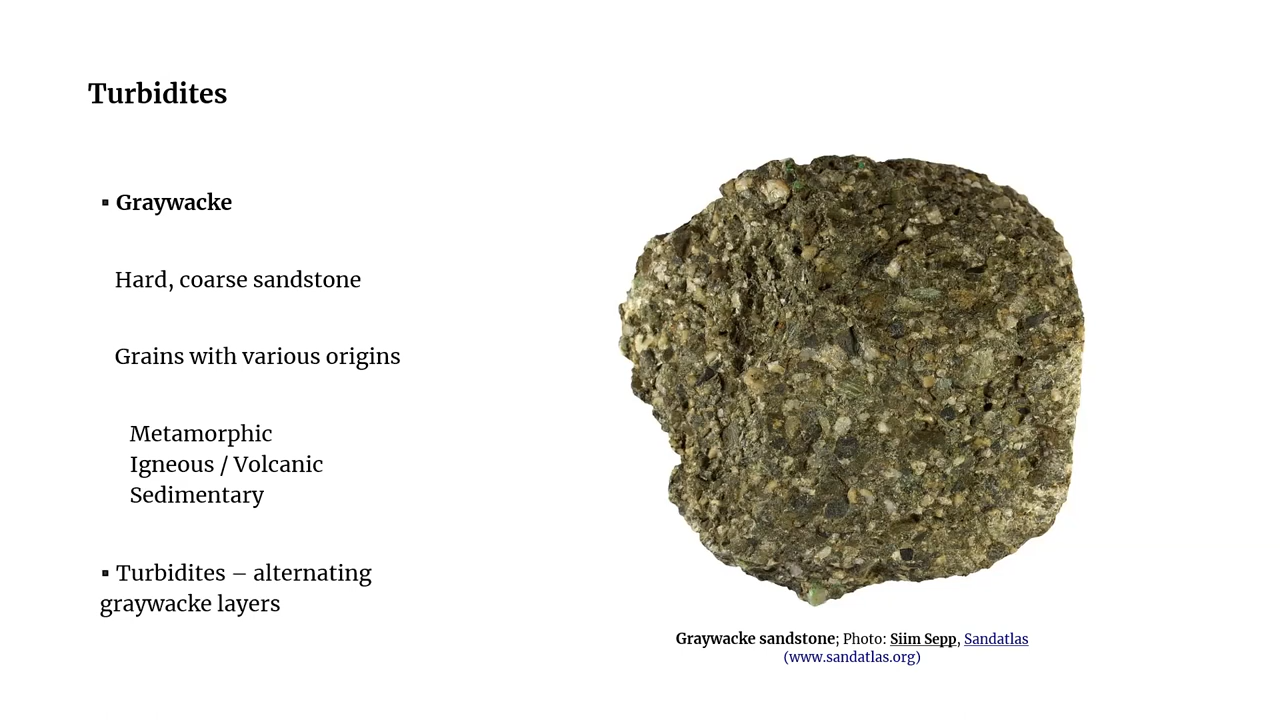 Turbidites
▪ Graywacke
Hard, coarse sandstone
Grains with various origins
Metamorphic
Igneous / Volcanic
Sedimentary
▪ Turbidites – alternating
graywacke layers
Graywacke sandstone; Photo: Siim Sepp, Sandatlas
(www.sandatlas.org)